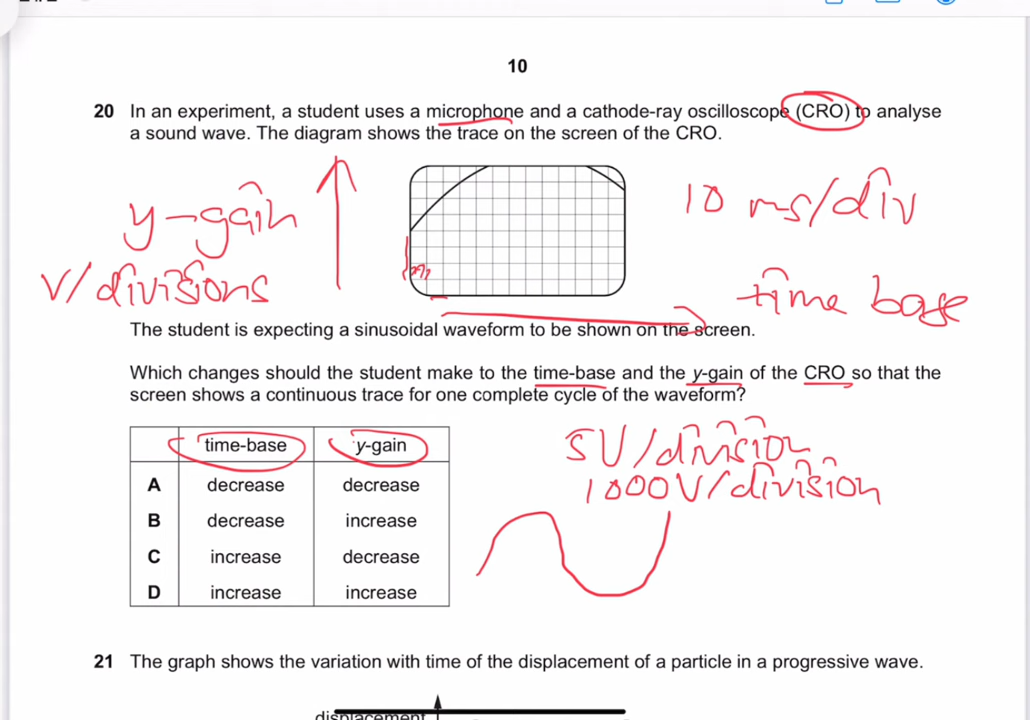 10
20 In an experiment, a student uses a microphone and a cathode-ray oscilloscope (CRO) to analyse
a sound wave. The diagram shows the trace on the screen of the CRO.
y-gain
10 ms/div
V/divisions
time base
The student is expecting a sinusoidal waveform to be shown on the screen.
Which changes should the student make to the time-base and the y-gain of the CRO so that the
screen shows a continuous trace for one complete cycle of the waveform?
time-base y-gain
A decrease decrease
B decrease increase
C increase decrease
D increase increase
5V/division
1000V/division
21 The graph shows the variation with time of the displacement of a particle in a progressive wave.
displacement